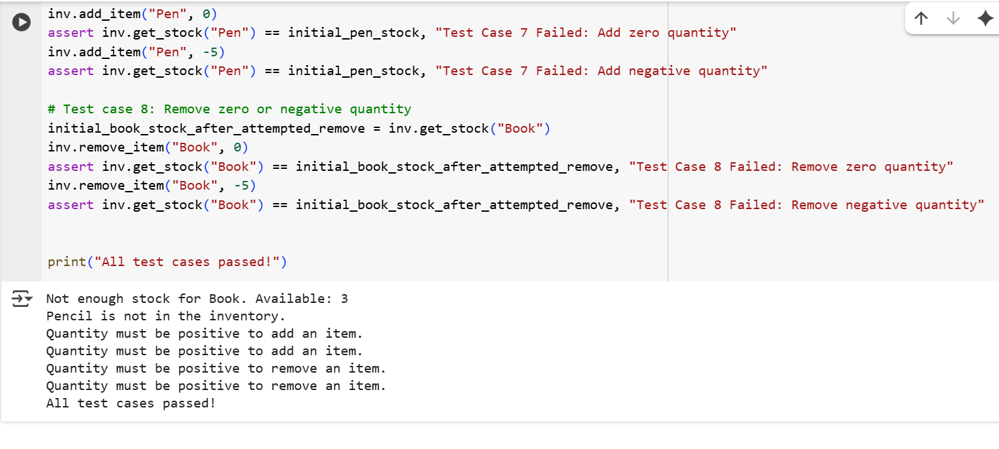 inv.add_item("Pen", 0)
assert inv.get_stock("Pen") == initial_pen_stock, "Test Case 7 Failed: Add zero quantity"
inv.add_item("Pen", -5)
assert inv.get_stock("Pen") == initial_pen_stock, "Test Case 7 Failed: Add negative quantity"
# Test case 8: Remove zero or negative quantity
initial_book_stock_after_attempted_remove = inv.get_stock("Book")
inv.remove_item("Book", 0)
assert inv.get_stock("Book") == initial_book_stock_after_attempted_remove, "Test Case 8 Failed: Remove zero quantity"
inv.remove_item("Book", -5)
assert inv.get_stock("Book") == initial_book_stock_after_attempted_remove, "Test Case 8 Failed: Remove negative quantity"
print("All test cases passed!")
Not enough stock for Book. Available: 3
Pencil is not in the inventory.
Quantity must be positive to add an item.
Quantity must be positive to add an item.
Quantity must be positive to remove an item.
Quantity must be positive to remove an item.
All test cases passed!